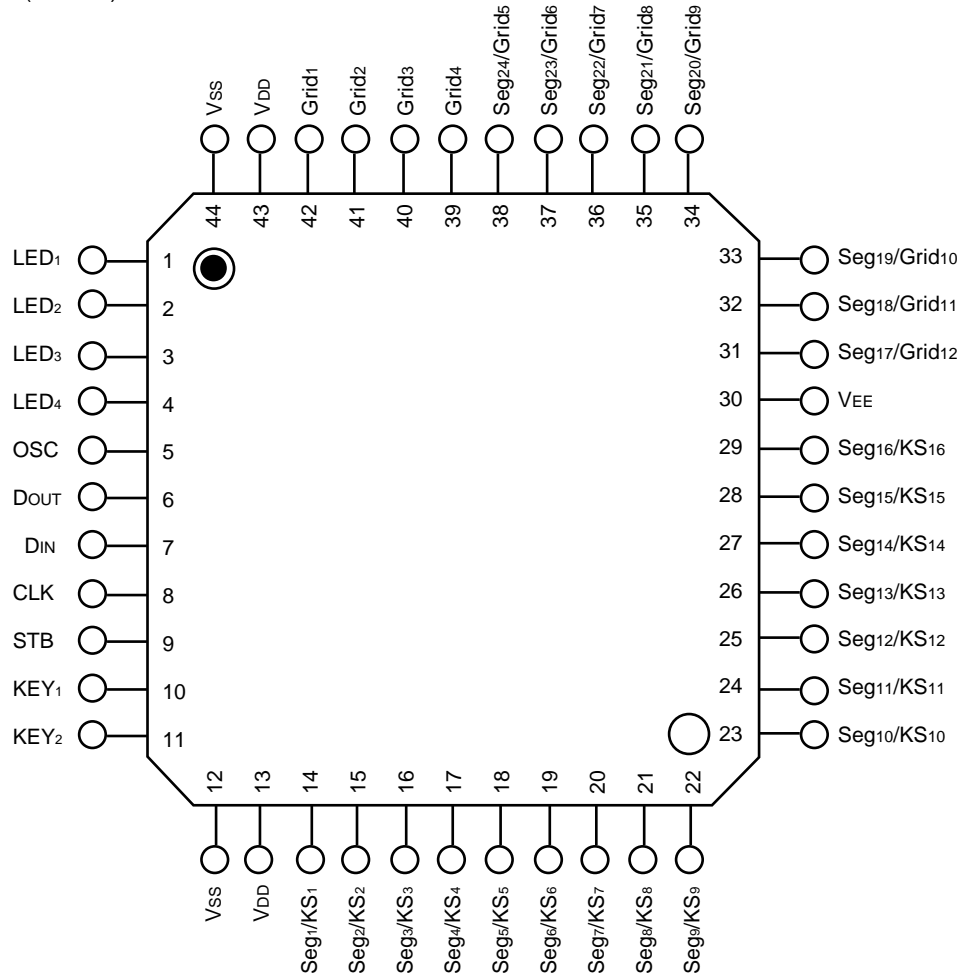 Vss
VDD
Grid1
Grid2
Grid3
Grid4
Seg24/Grid5
Seg23/Grid6
Seg22/Grid7
Seg21/Grid8
Seg20/Grid9
44
43
42
41
40
39
38
37
36
35
34
LED1 1
LED2 2
LED3 3
LED4 4
OSC 5
DOUT 6
DIN 7
CLK 8
STB 9
KEY1 10
KEY2 11
33 Seg19/Grid10
32 Seg18/Grid11
31 Seg17/Grid12
30 VEE
29 Seg16/KS16
28 Seg15/KS15
27 Seg14/KS14
26 Seg13/KS13
25 Seg12/KS12
24 Seg11/KS11
23 Seg10/KS10
12
13
14
15
16
17
18
19
20
21
22
Vss
VDD
Seg1/KS1
Seg2/KS2
Seg3/KS3
Seg4/KS4
Seg5/KS5
Seg6/KS6
Seg7/KS7
Seg8/KS8
Seg9/KS9